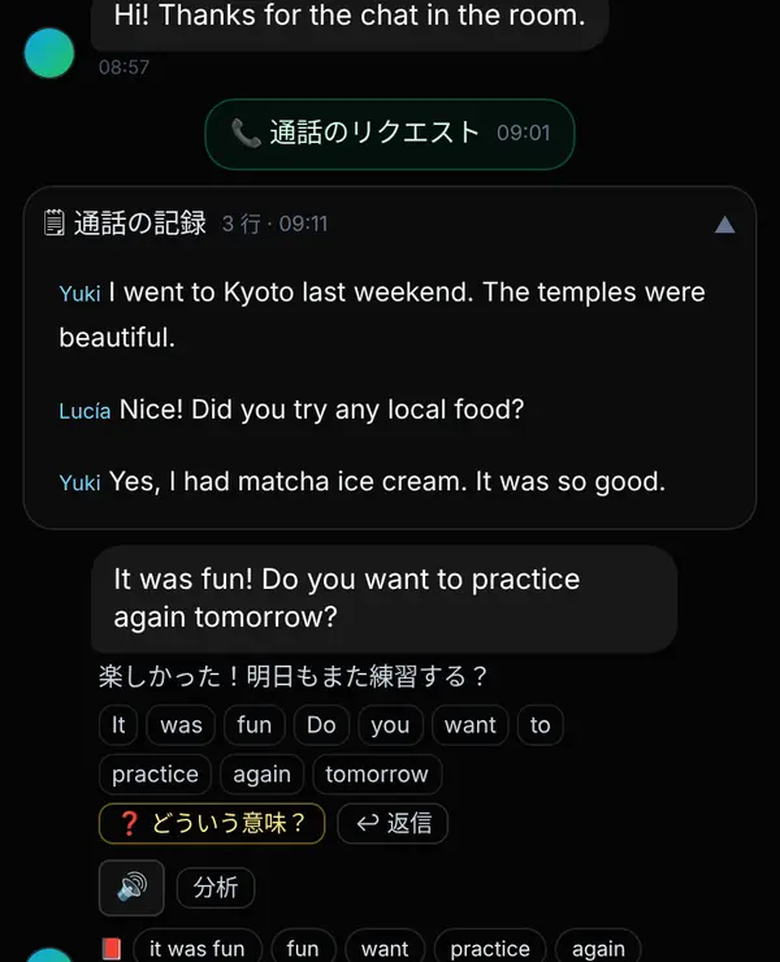 Hi! Thanks for the chat in the room.
08:57
📞 通話のリクエスト 09:01
🗒 通話の記録 3 行 · 09:11 ▲
Yuki I went to Kyoto last weekend. The temples were
beautiful.
Lucía Nice! Did you try any local food?
Yuki Yes, I had matcha ice cream. It was so good.
It was fun! Do you want to practice
again tomorrow?
楽しかった！明日もまた練習する？
It was fun Do you want to
practice again tomorrow
❓ どういう意味？ ↩ 返信
🔊 分析
📕 it was fun fun want practice again